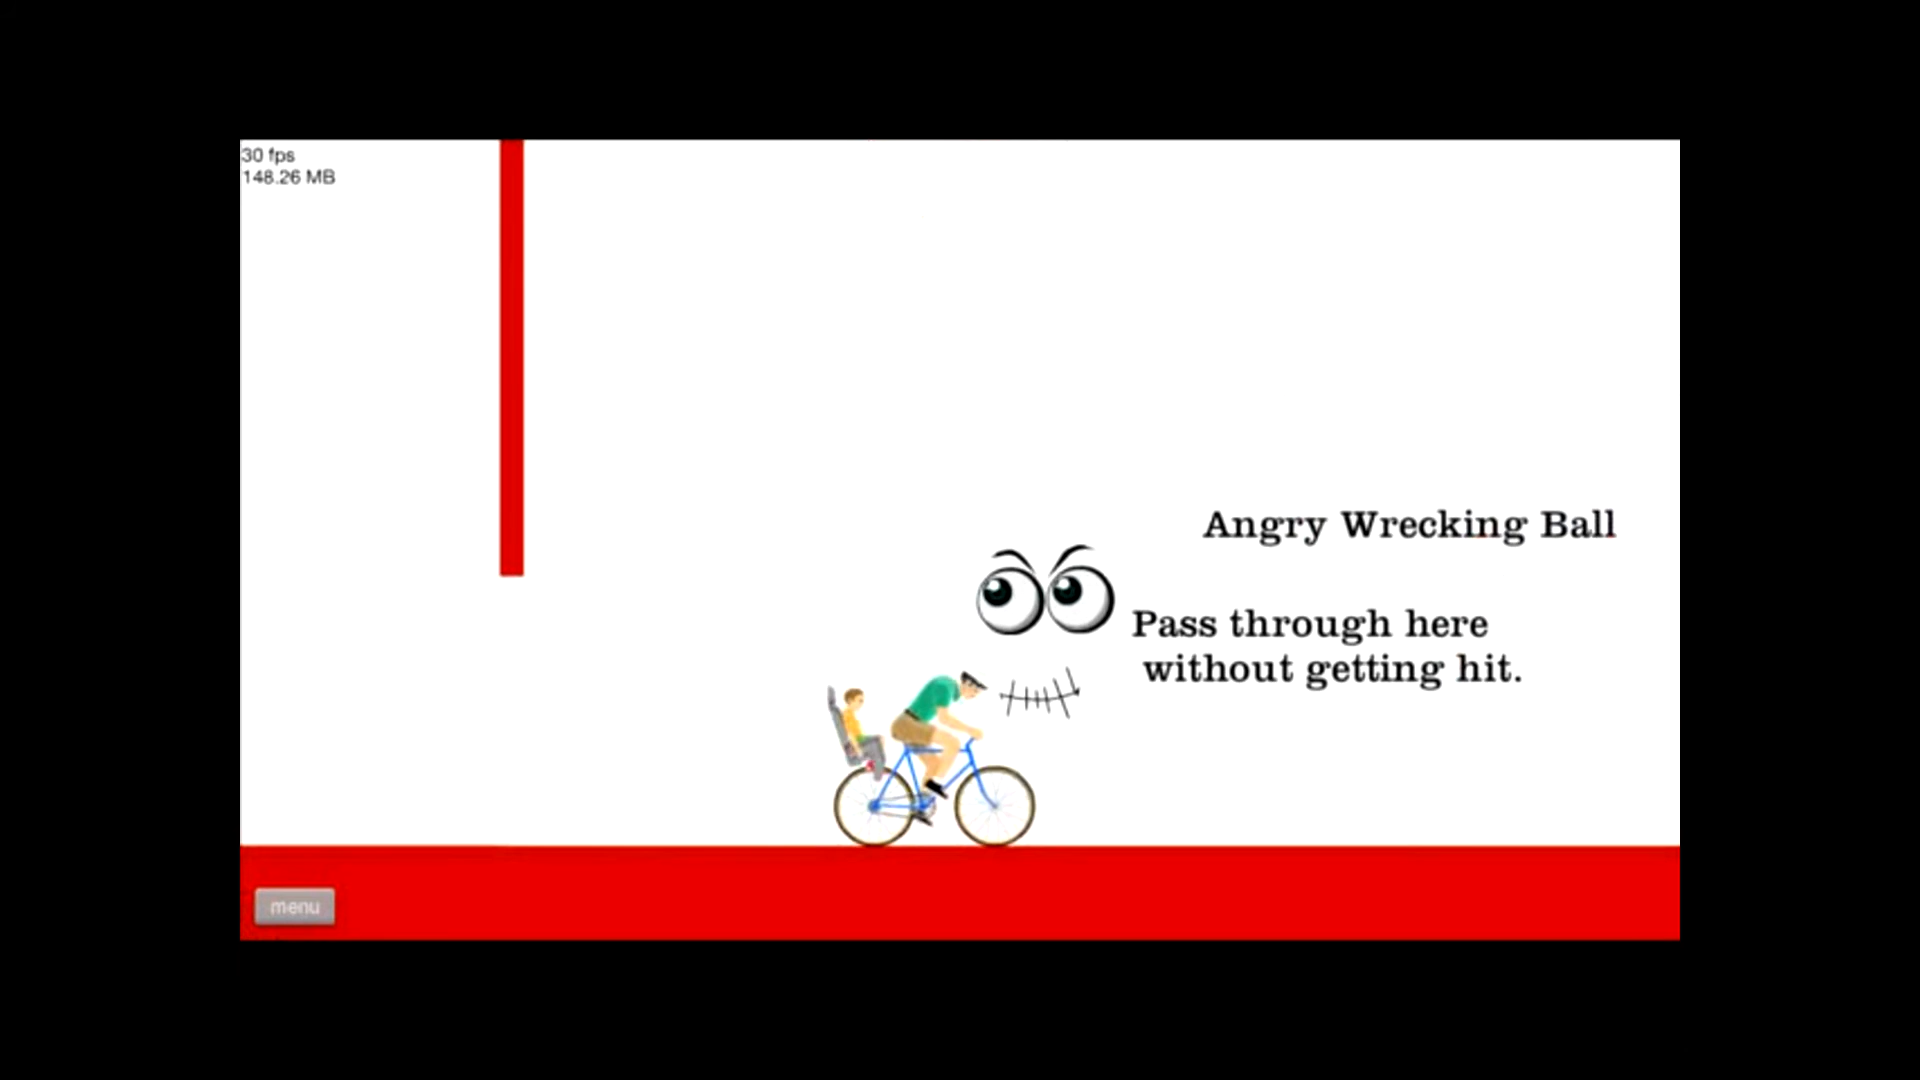 30 fps
148.26 MB
Angry Wrecking Ball
Pass through here
without getting hit.
menu